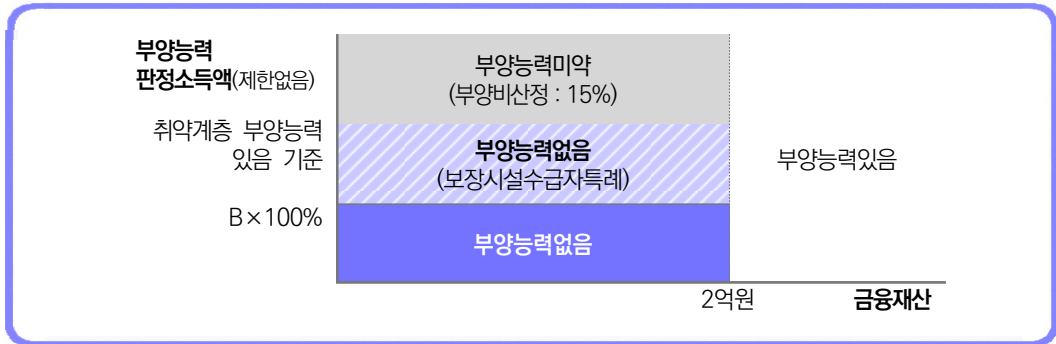 부양능력
판정소득액(제한없음)
취약계층 부양능력
있음 기준
B×100%
부양능력미약
(부양비산정 : 15%)
부양능력없음
(보장시설수급자특례)
부양능력없음
부양능력있음
2억원
금융재산